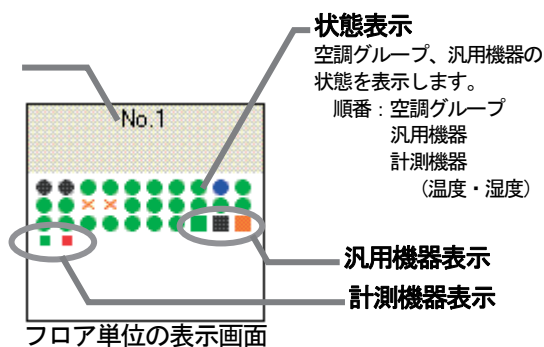 状態表示
空調グループ、汎用機器の
状態を表示します。
順番：空調グループ
汎用機器
計測機器
（温度・湿度）
No.1
汎用機器表示
計測機器表示
フロア単位の表示画面